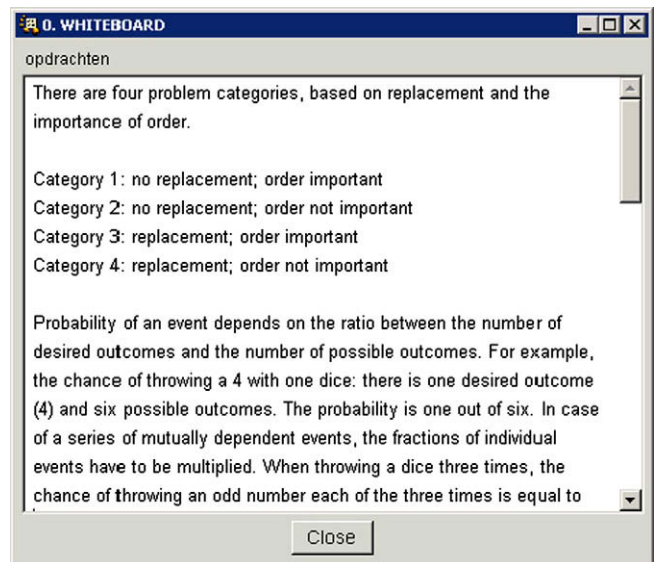 0. WHITEBOARD
opdrachten
There are four problem categories, based on replacement and the
importance of order.
Category 1: no replacement; order important
Category 2: no replacement; order not important
Category 3: replacement; order important
Category 4: replacement; order not important
Probability of an event depends on the ratio between the number of
desired outcomes and the number of possible outcomes. For example,
the chance of throwing a 4 with one dice: there is one desired outcome
(4) and six possible outcomes. The probability is one out of six. In case
of a series of mutually dependent events, the fractions of individual
events have to be multiplied. When throwing a dice three times, the
chance of throwing an odd number each of the three times is equal to
Close